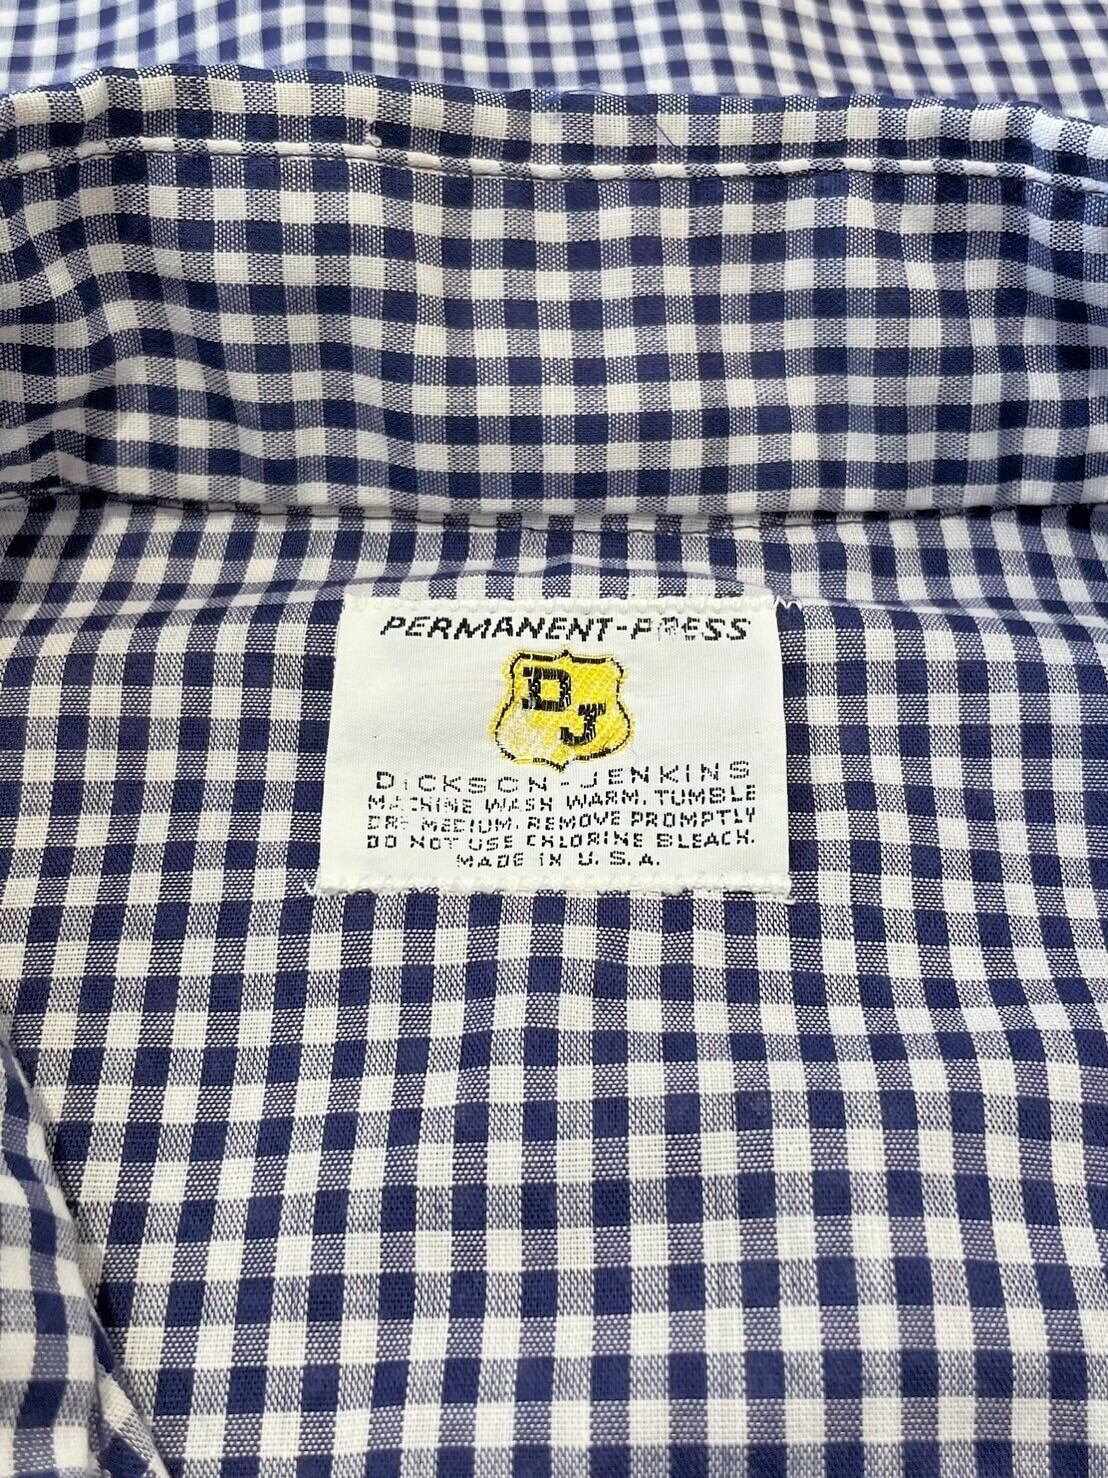 PERMANENT-PRESS
DJ
DICKSON-JENKINS
MACHINE WASH WARM. TUMBLE
DRY MEDIUM. REMOVE PROMPTLY
DO NOT USE CHLORINE BLEACH.
MADE IN U.S.A.